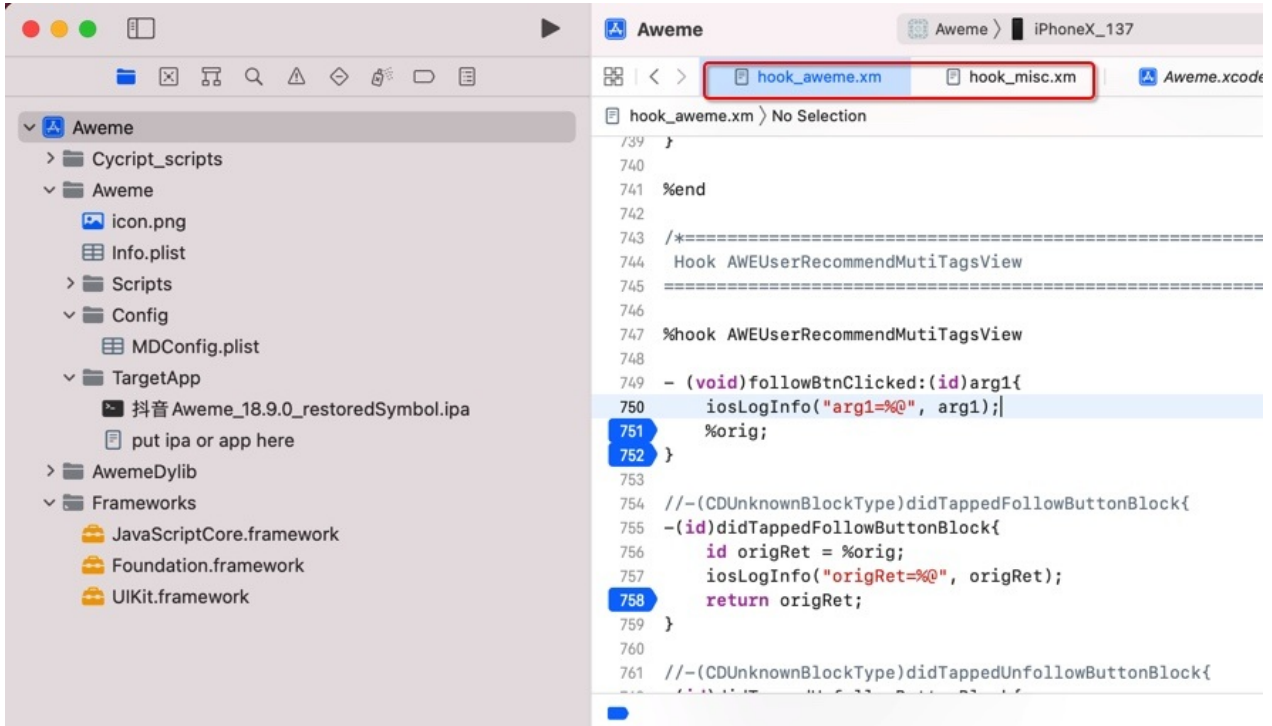 Aweme
Aweme 〉 iPhoneX_137
hook_aweme.xm
hook_misc.xm
Aweme.xcode
hook_aweme.xm 〉 No Selection
Aweme
Cycript_scripts
Aweme
icon.png
Info.plist
Scripts
Config
MDConfig.plist
TargetApp
抖音Aweme_18.9.0_restoredSymbol.ipa
put ipa or app here
AwemeDylib
Frameworks
JavaScriptCore.framework
Foundation.framework
UIKit.framework
739 }
740
741 %end
742
743 /*=======================================================
744 Hook AWEUserRecommendMutiTagsView
745 =========================================================
746
747 %hook AWEUserRecommendMutiTagsView
748
749 - (void)followBtnClicked:(id)arg1{
750 iosLogInfo("arg1=%@", arg1);
751 %orig;
752 }
753
754 //-(CDUnknownBlockType)didTappedFollowButtonBlock{
755 -(id)didTappedFollowButtonBlock{
756 id origRet = %orig;
757 iosLogInfo("origRet=%@", origRet);
758 return origRet;
759 }
760
761 //-(CDUnknownBlockType)didTappedUnfollowButtonBlock{